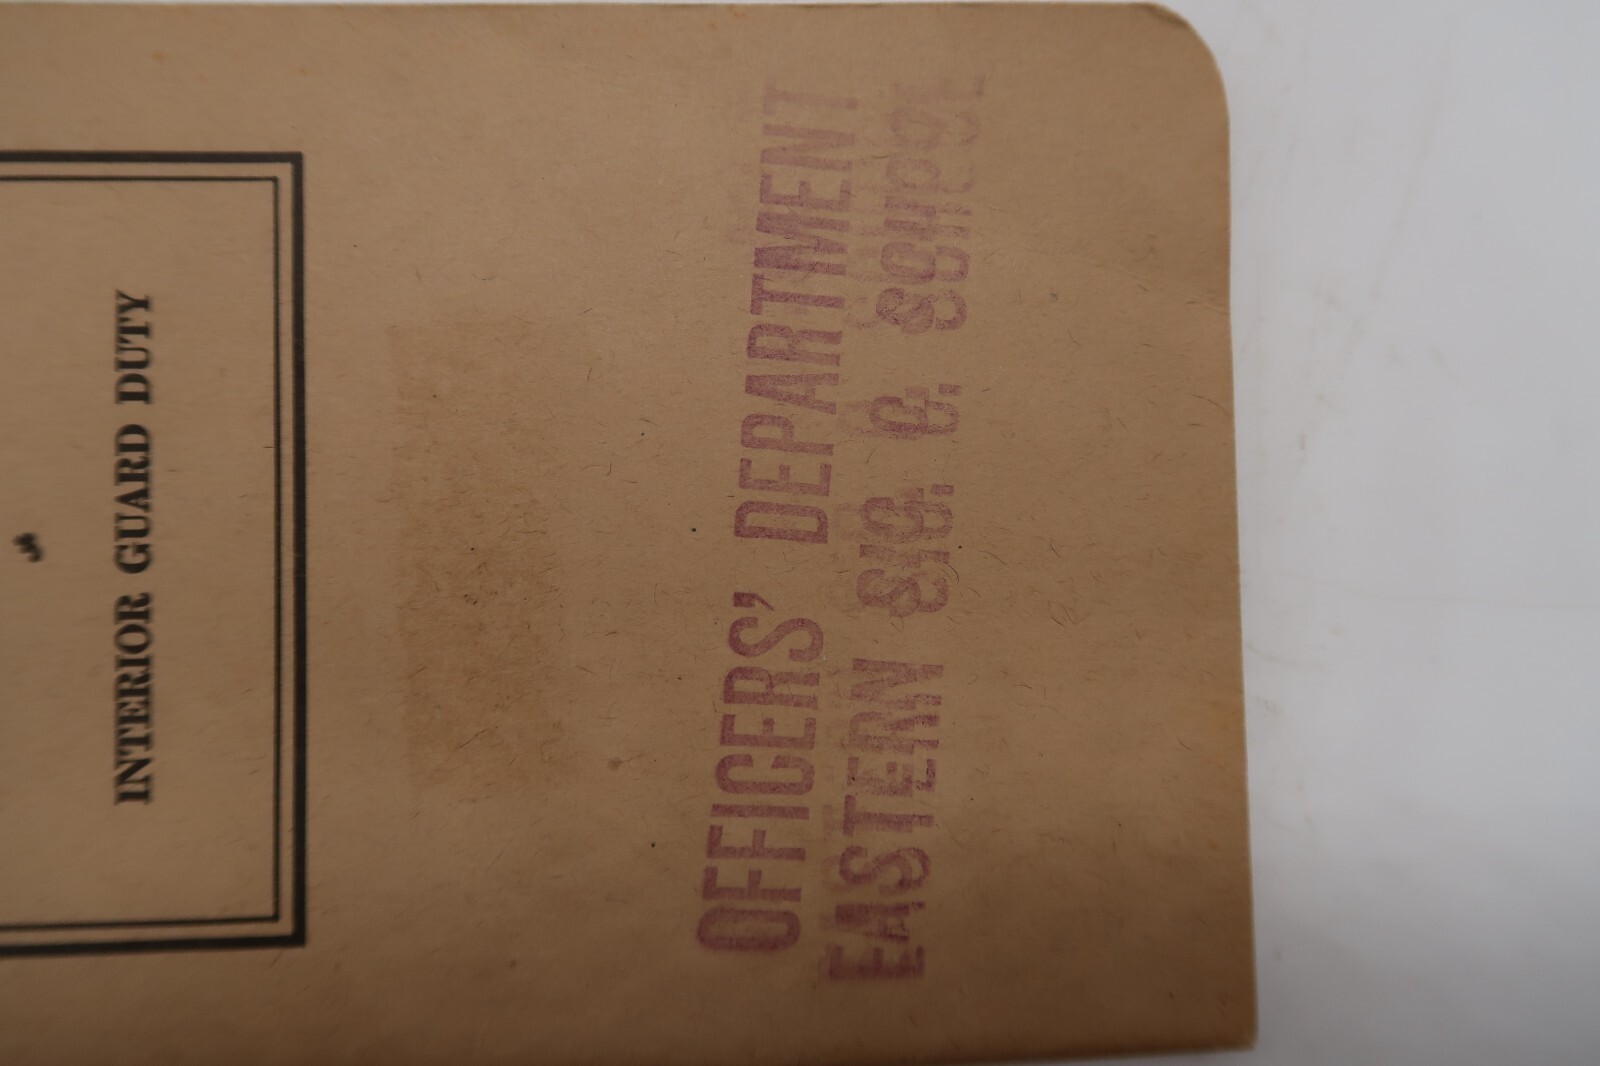 INTERIOR GUARD DUTY
OFFICERS' DEPARTMENT
EASTERN SIG. C. SCHOOL